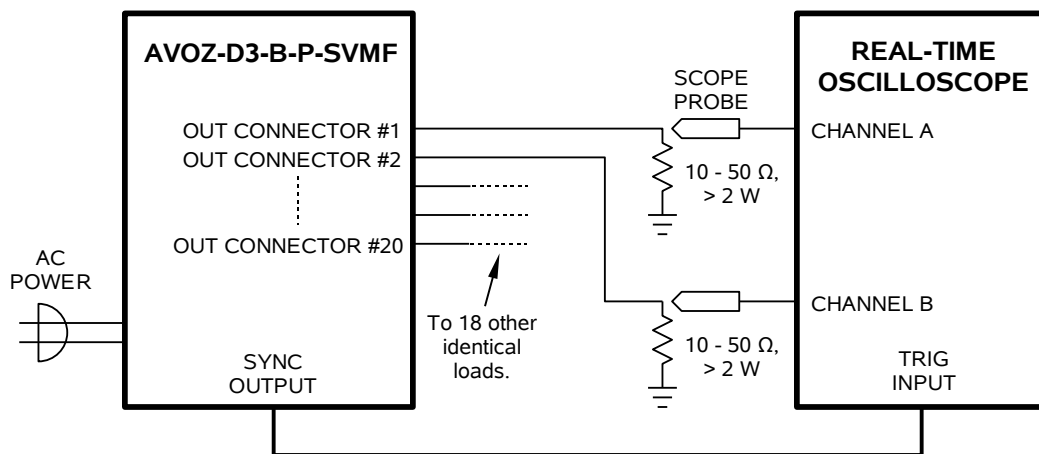 AVOZ-D3-B-P-SVMF
OUT CONNECTOR #1
OUT CONNECTOR #2
OUT CONNECTOR #20
AC
POWER
SYNC
OUTPUT
To 18 other
identical
loads.
SCOPE
PROBE
10 - 50 Ω,
> 2 W
10 - 50 Ω,
> 2 W
REAL-TIME
OSCILLOSCOPE
CHANNEL A
CHANNEL B
TRIG
INPUT